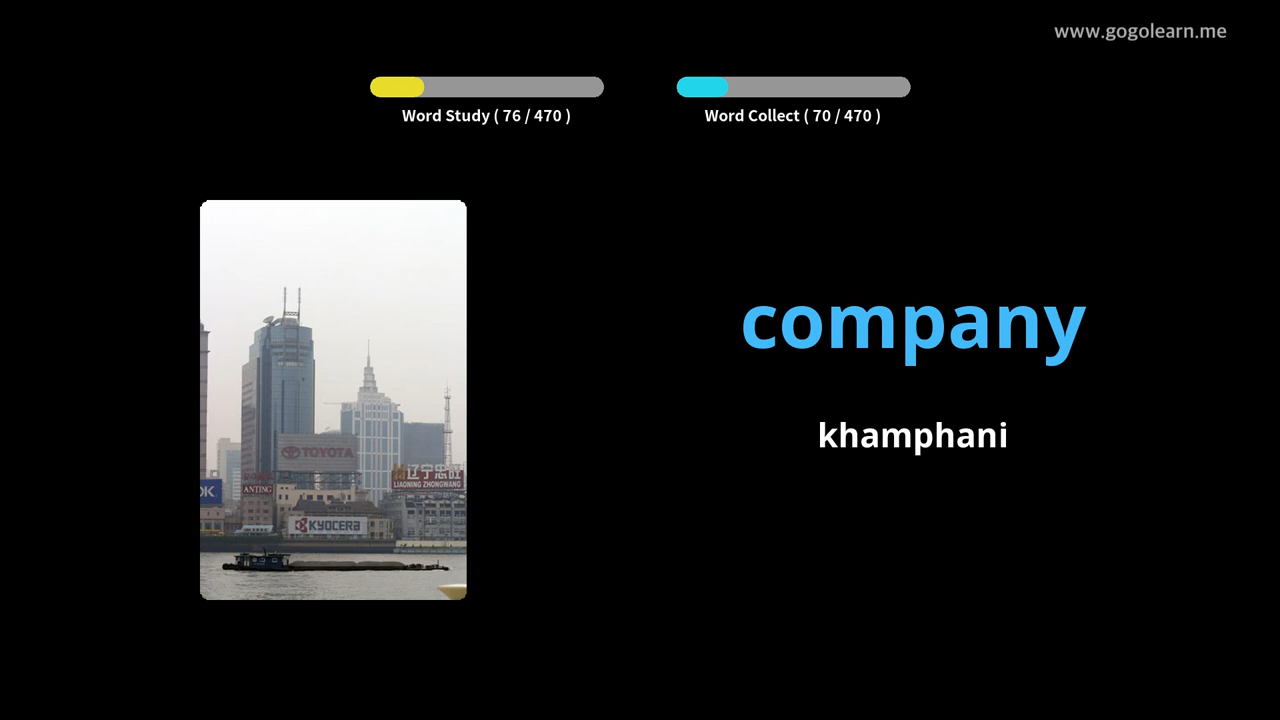 www.gogolearn.me
Word Study ( 76 / 470 )
Word Collect ( 70 / 470 )
company
khamphani
TOYOTA
辽宁忠旺
LIAONING ZHONGWANG
OK
ANTING
KYOCERA